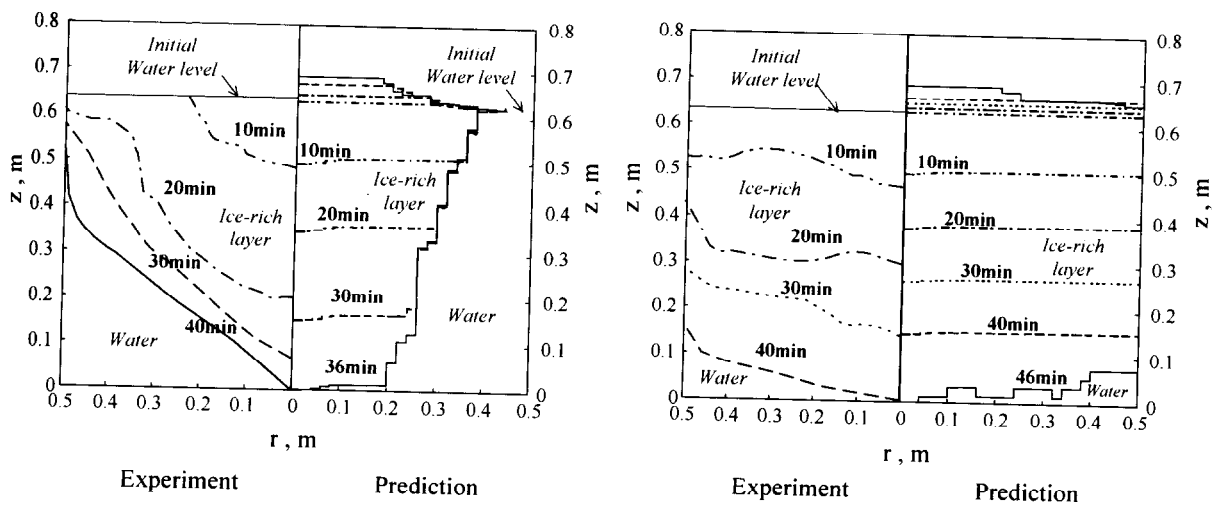 0.8
0.7
0.6
0.5
0.4
0.3
0.2
0.1
0
z , m
Initial
Water level
10min
20min
Ice-rich
layer
30min
40min
Water
0.5 0.4 0.3 0.2 0.1 0
Initial
Water level
10min
Ice-rich
layer
20min
30min
Water
36min
0.1 0.2 0.3 0.4 0.5
0.8
0.7
0.6
0.5
0.4
0.3
0.2
0.1
0
z , m
r , m
Experiment
Prediction
0.8
0.7
0.6
0.5
0.4
0.3
0.2
0.1
0
z , m
Initial
Water level
10min
Ice-rich
layer
20min
30min
40min
Water
0.5 0.4 0.3 0.2 0.1 0
10min
20min
Ice-rich
layer
30min
40min
46min
Water
0.1 0.2 0.3 0.4 0.5
0.8
0.7
0.6
0.5
0.4
0.3
0.2
0.1
0
z , m
r , m
Experiment
Prediction